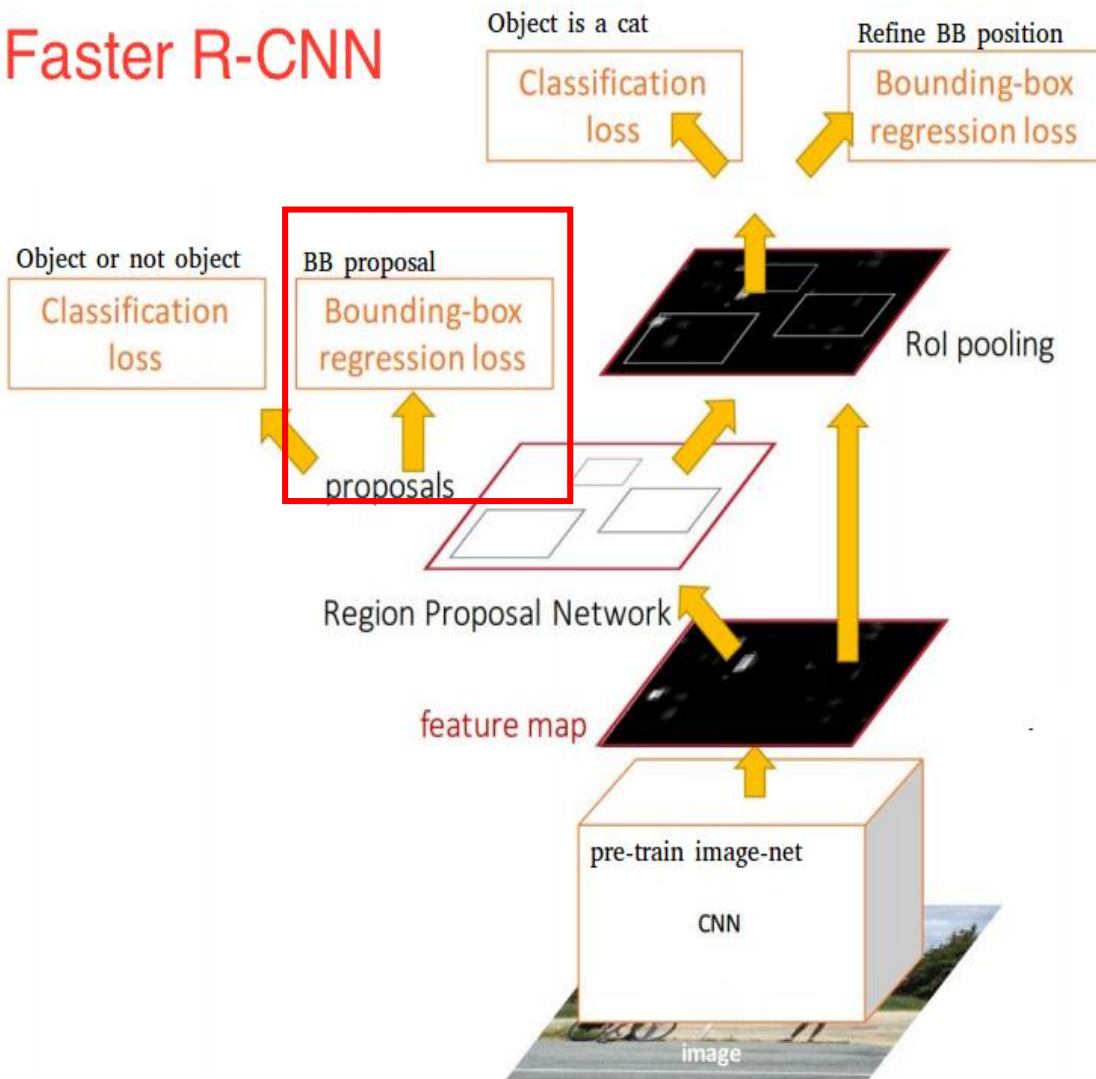 Faster R-CNN
Object is a cat
Classification
loss
Refine BB position
Bounding-box
regression loss
Object or not object
Classification
loss
BB proposal
Bounding-box
regression loss
RoI pooling
proposals
Region Proposal Network
feature map
pre-train image-net
CNN
image